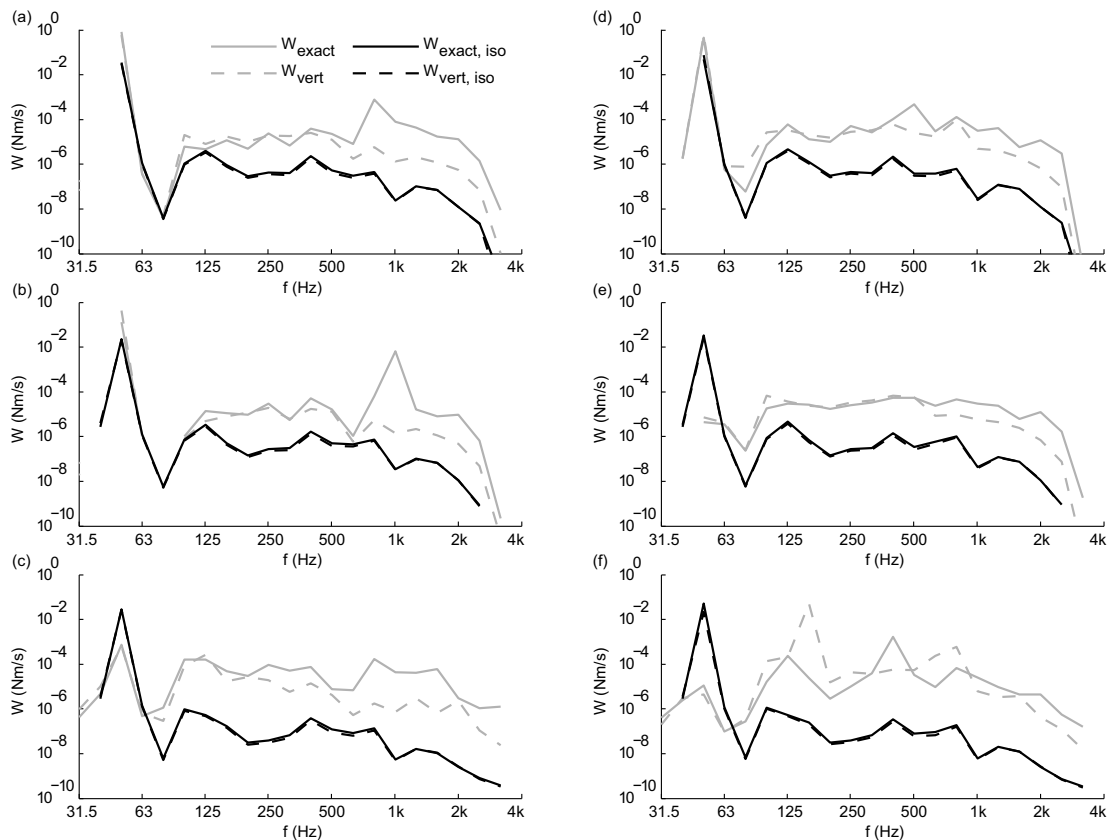 (a)
10^0
10^−2
10^−4
10^−6
10^−8
10^−10
W (Nm/s)
W_exact
W_exact, iso
W_vert
W_vert, iso
31.5 63 125 250 500 1k 2k 4k
f (Hz)
(d)
10^0
10^−2
10^−4
10^−6
10^−8
10^−10
W (Nm/s)
31.5 63 125 250 500 1k 2k 4k
f (Hz)
(b)
10^0
10^−2
10^−4
10^−6
10^−8
10^−10
W (Nm/s)
31.5 63 125 250 500 1k 2k 4k
f (Hz)
(e)
10^0
10^−2
10^−4
10^−6
10^−8
10^−10
W (Nm/s)
31.5 63 125 250 500 1k 2k 4k
f (Hz)
(c)
10^0
10^−2
10^−4
10^−6
10^−8
10^−10
W (Nm/s)
31.5 63 125 250 500 1k 2k 4k
f (Hz)
(f)
10^0
10^−2
10^−4
10^−6
10^−8
10^−10
W (Nm/s)
31.5 63 125 250 500 1k 2k 4k
f (Hz)